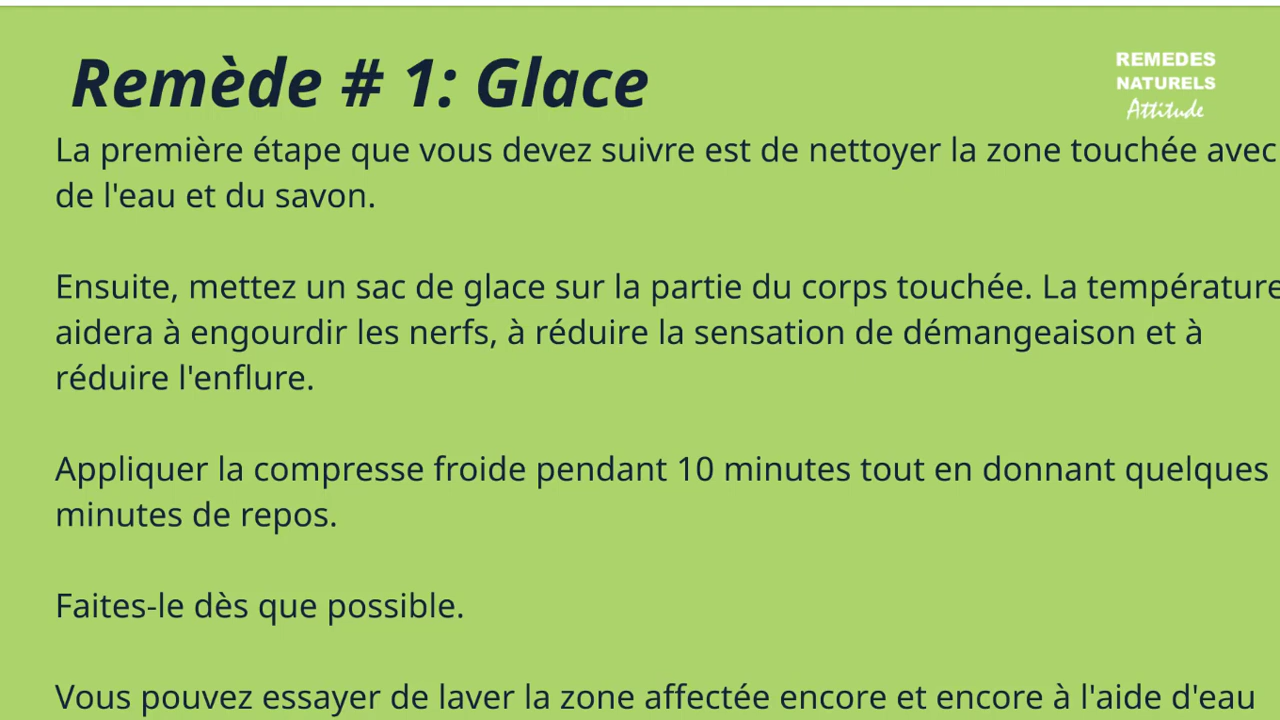 Remède # 1: Glace
REMEDES
NATURELS
Attitude
La première étape que vous devez suivre est de nettoyer la zone touchée avec
de l'eau et du savon.
Ensuite, mettez un sac de glace sur la partie du corps touchée. La température
aidera à engourdir les nerfs, à réduire la sensation de démangeaison et à
réduire l'enflure.
Appliquer la compresse froide pendant 10 minutes tout en donnant quelques
minutes de repos.
Faites-le dès que possible.
Vous pouvez essayer de laver la zone affectée encore et encore à l'aide d'eau